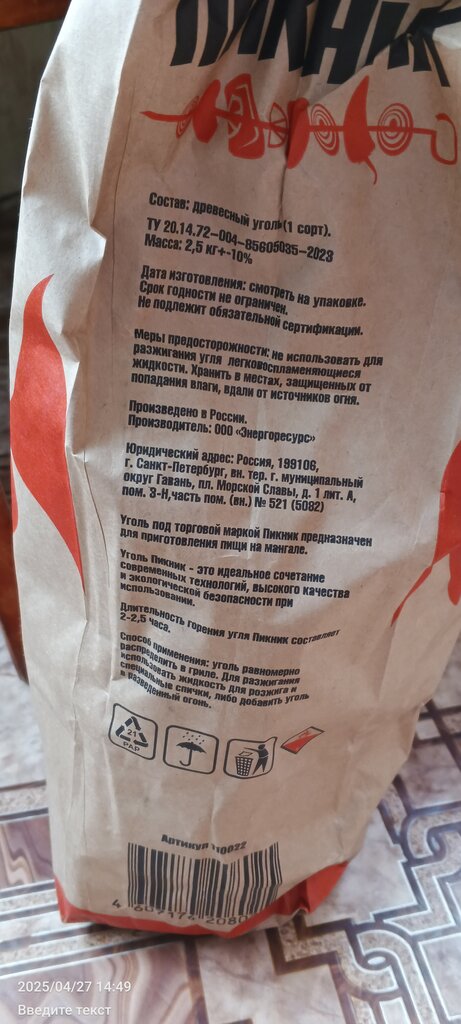 ПИКНИК
Состав: древесный уголь (1 сорт).
ТУ 20.14.72-004-85605035-2023
Масса: 2,5 кг+-10%
Дата изготовления: смотреть на упаковке.
Срок годности не ограничен.
Не подлежит обязательной сертификации.
Меры предосторожности: не использовать для
разжигания угля легковоспламеняющиеся
жидкости. Хранить в местах, защищенных от
попадания влаги, вдали от источников огня.
Произведено в России.
Производитель: ООО «Энергоресурс»
Юридический адрес: Россия, 199106,
г. Санкт-Петербург, вн. тер. г. муниципальный
округ Гавань, пл. Морской Славы, д. 1 лит. А,
пом. 3-Н,часть пом. (вн.) № 521 (5082)
Уголь под торговой маркой Пикник предназначен
для приготовления пищи на мангале.
Уголь Пикник - это идеальное сочетание
современных технологий, высокого качества
и экологической безопасности при
использовании.
Длительность горения угля Пикник составляет
2-2,5 часа.
Способ применения: уголь равномерно
распределить в гриле. Для разжигания
использовать жидкость для розжига и
специальные спички, либо добавить уголь
в разведенный огонь.
21
PAP
Артикул 110022
4 607174 2080
2025/04/27 14:49
Введите текст